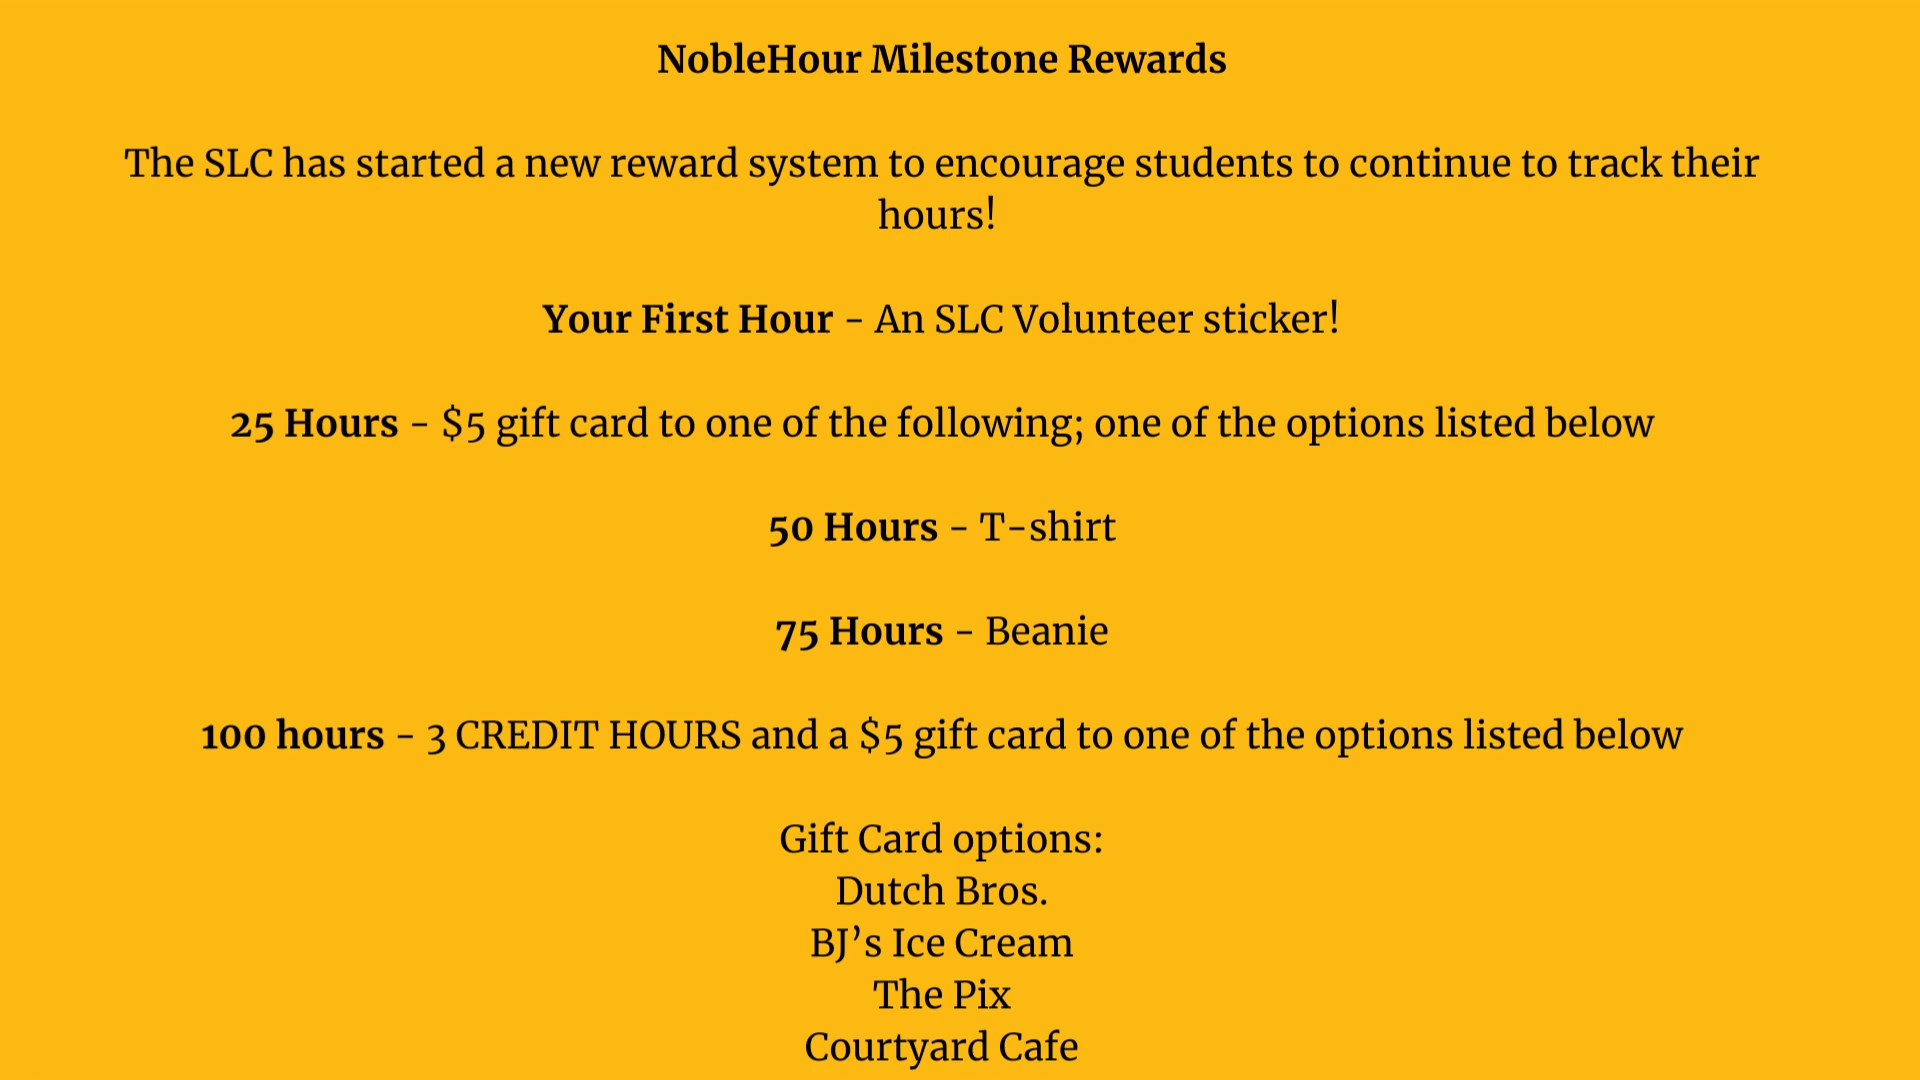 NobleHour Milestone Rewards
The SLC has started a new reward system to encourage students to continue to track their
hours!
Your First Hour - An SLC Volunteer sticker!
25 Hours - $5 gift card to one of the following; one of the options listed below
50 Hours - T-shirt
75 Hours - Beanie
100 hours - 3 CREDIT HOURS and a $5 gift card to one of the options listed below
Gift Card options:
Dutch Bros.
BJ’s Ice Cream
The Pix
Courtyard Cafe